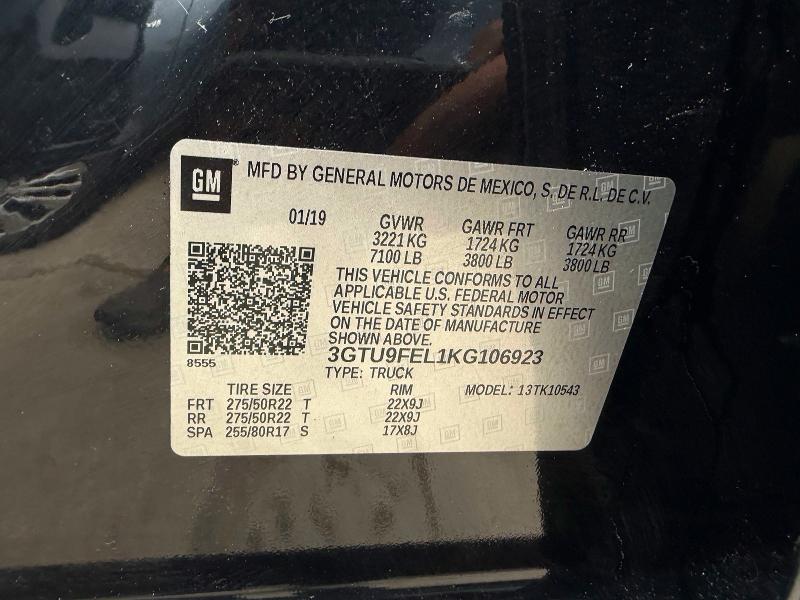 GM® MFD BY GENERAL MOTORS DE MEXICO, S. DE R.L. DE C.V.
01/19 GVWR GAWR FRT GAWR RR
3221 KG 1724 KG 1724 KG
7100 LB 3800 LB 3800 LB
THIS VEHICLE CONFORMS TO ALL
APPLICABLE U.S. FEDERAL MOTOR
VEHICLE SAFETY STANDARDS IN EFFECT
ON THE DATE OF MANUFACTURE
SHOWN ABOVE.
8555 3GTU9FEL1KG106923
TYPE: TRUCK
TIRE SIZE RIM MODEL: 13TK10543
FRT 275/50R22 T 22X9J
RR 275/50R22 T 22X9J
SPA 255/80R17 S 17X8J